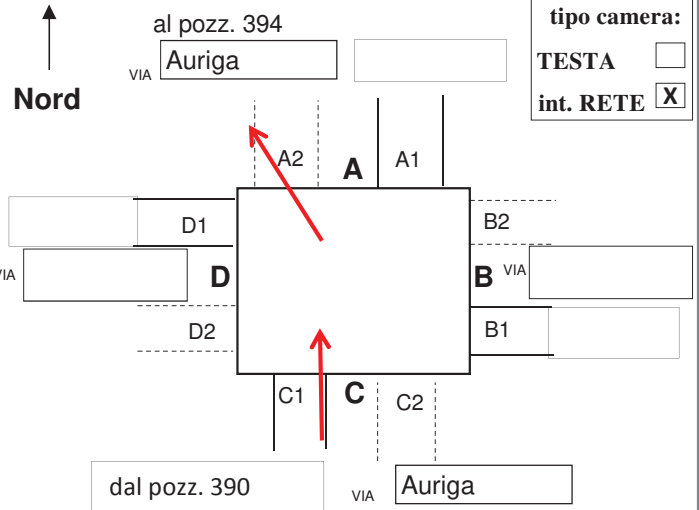 al pozz. 394
tipo camera:
VIA Auriga
TESTA
Nord
int. RETE X
A2 A A1
D1 B2
VIA D B VIA
D2 B1
C1 C C2
dal pozz. 390 VIA Auriga